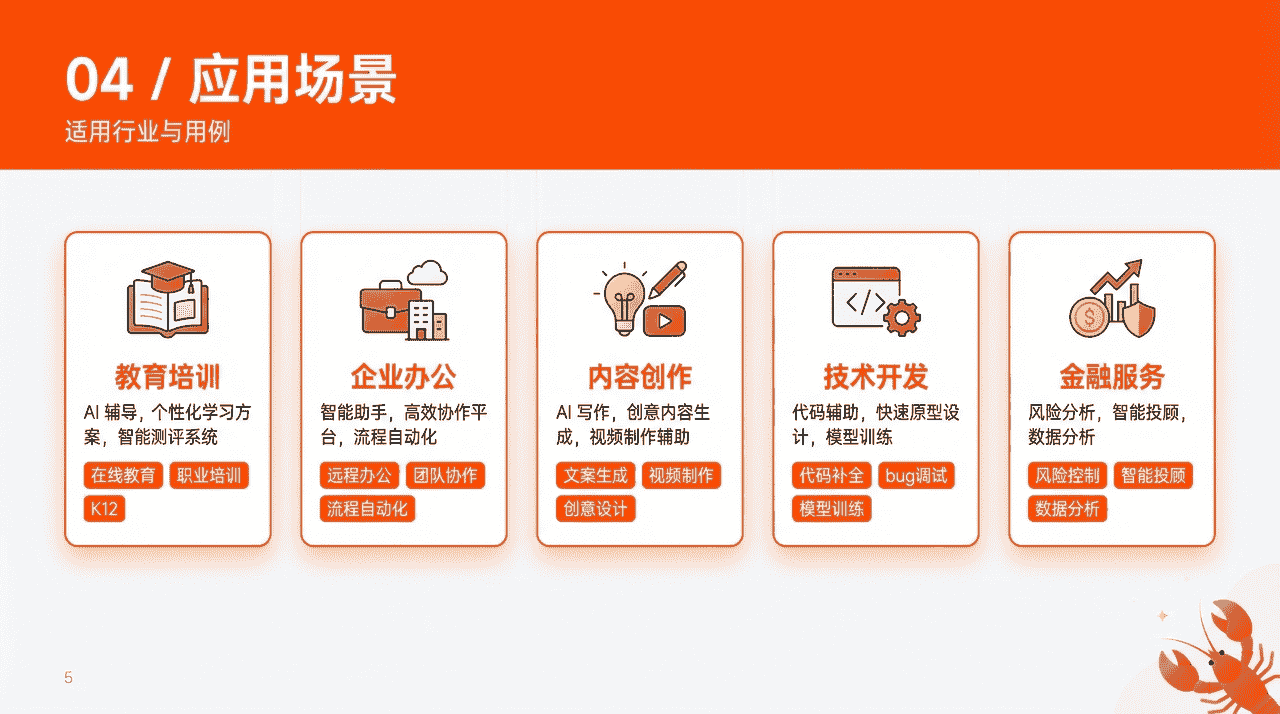 04 / 应用场景
适用行业与用例
教育培训
AI 辅导，个性化学习方
案，智能测评系统
在线教育 职业培训
K12
企业办公
智能助手，高效协作平
台，流程自动化
远程办公 团队协作
流程自动化
内容创作
AI 写作，创意内容生
成，视频制作辅助
文案生成 视频制作
创意设计
技术开发
代码辅助，快速原型设
计，模型训练
代码补全 bug调试
模型训练
金融服务
风险分析，智能投顾，
数据分析
风险控制 智能投顾
数据分析
5